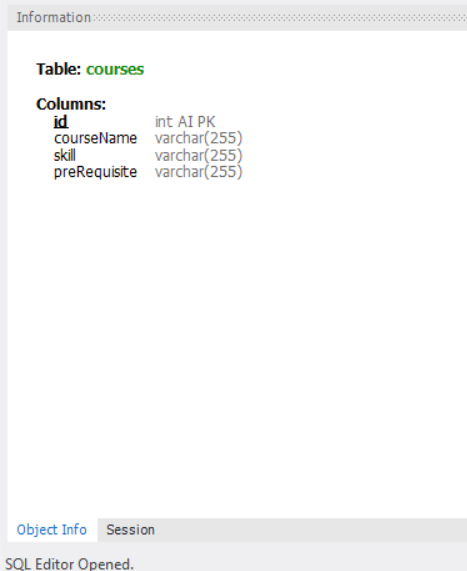 Information
Table: courses
Columns:
id int AI PK
courseName varchar(255)
skill varchar(255)
preRequisite varchar(255)
Object Info Session
SQL Editor Opened.